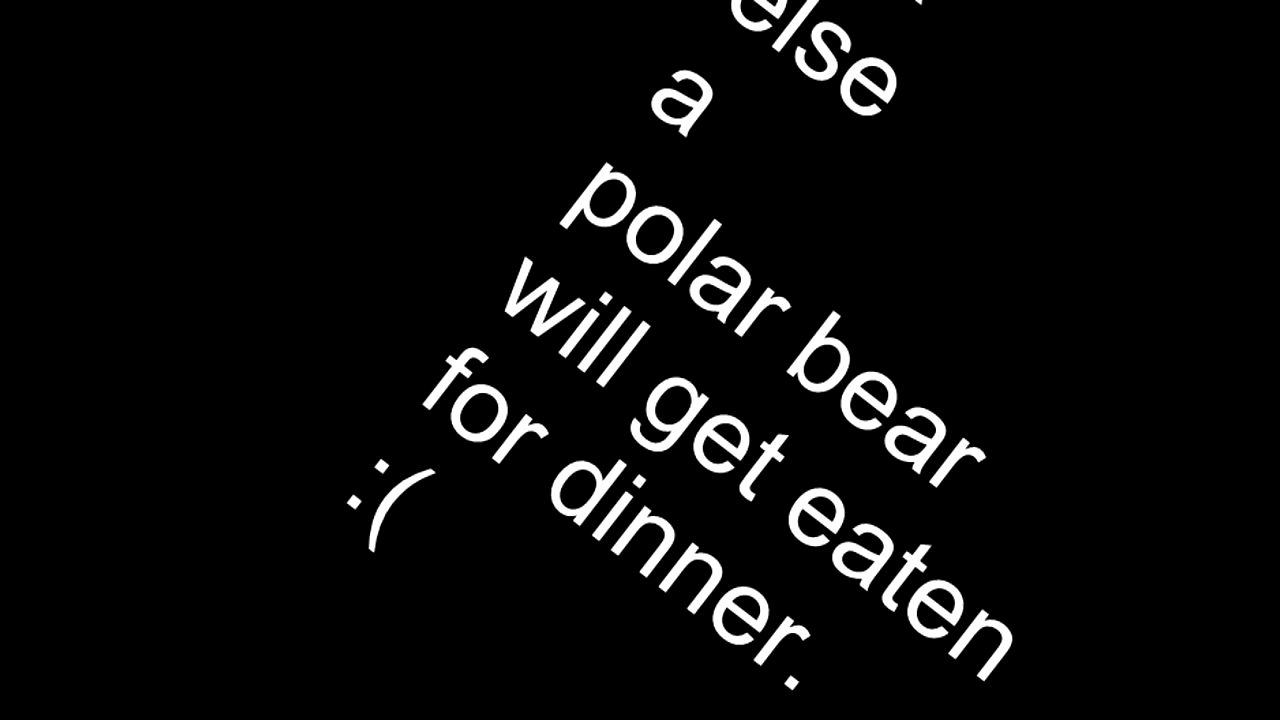 else
a
polar bear
will get eaten
for dinner.
:(